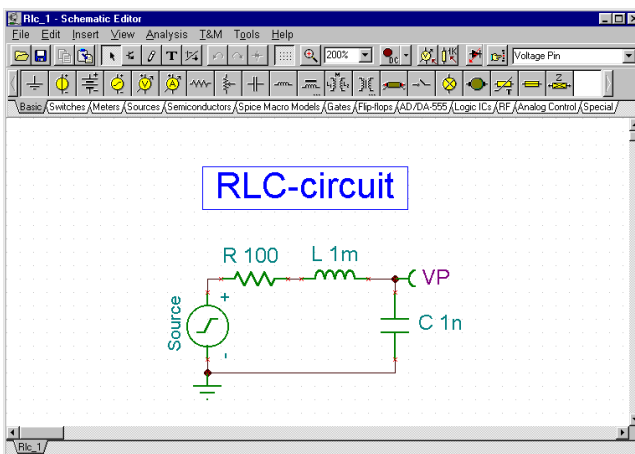 Rlc_1 - Schematic Editor
File Edit Insert View Analysis T&M Tools Help
T 200% DC Voltage Pin
V A M Z
Basic Switches Meters Sources Semiconductors Spice Macro Models Gates Flip-flops AD/DA-555 Logic ICs RF Analog Control Special
RLC-circuit
R 100 L 1m
VP
Source + -
C 1n
Rlc_1